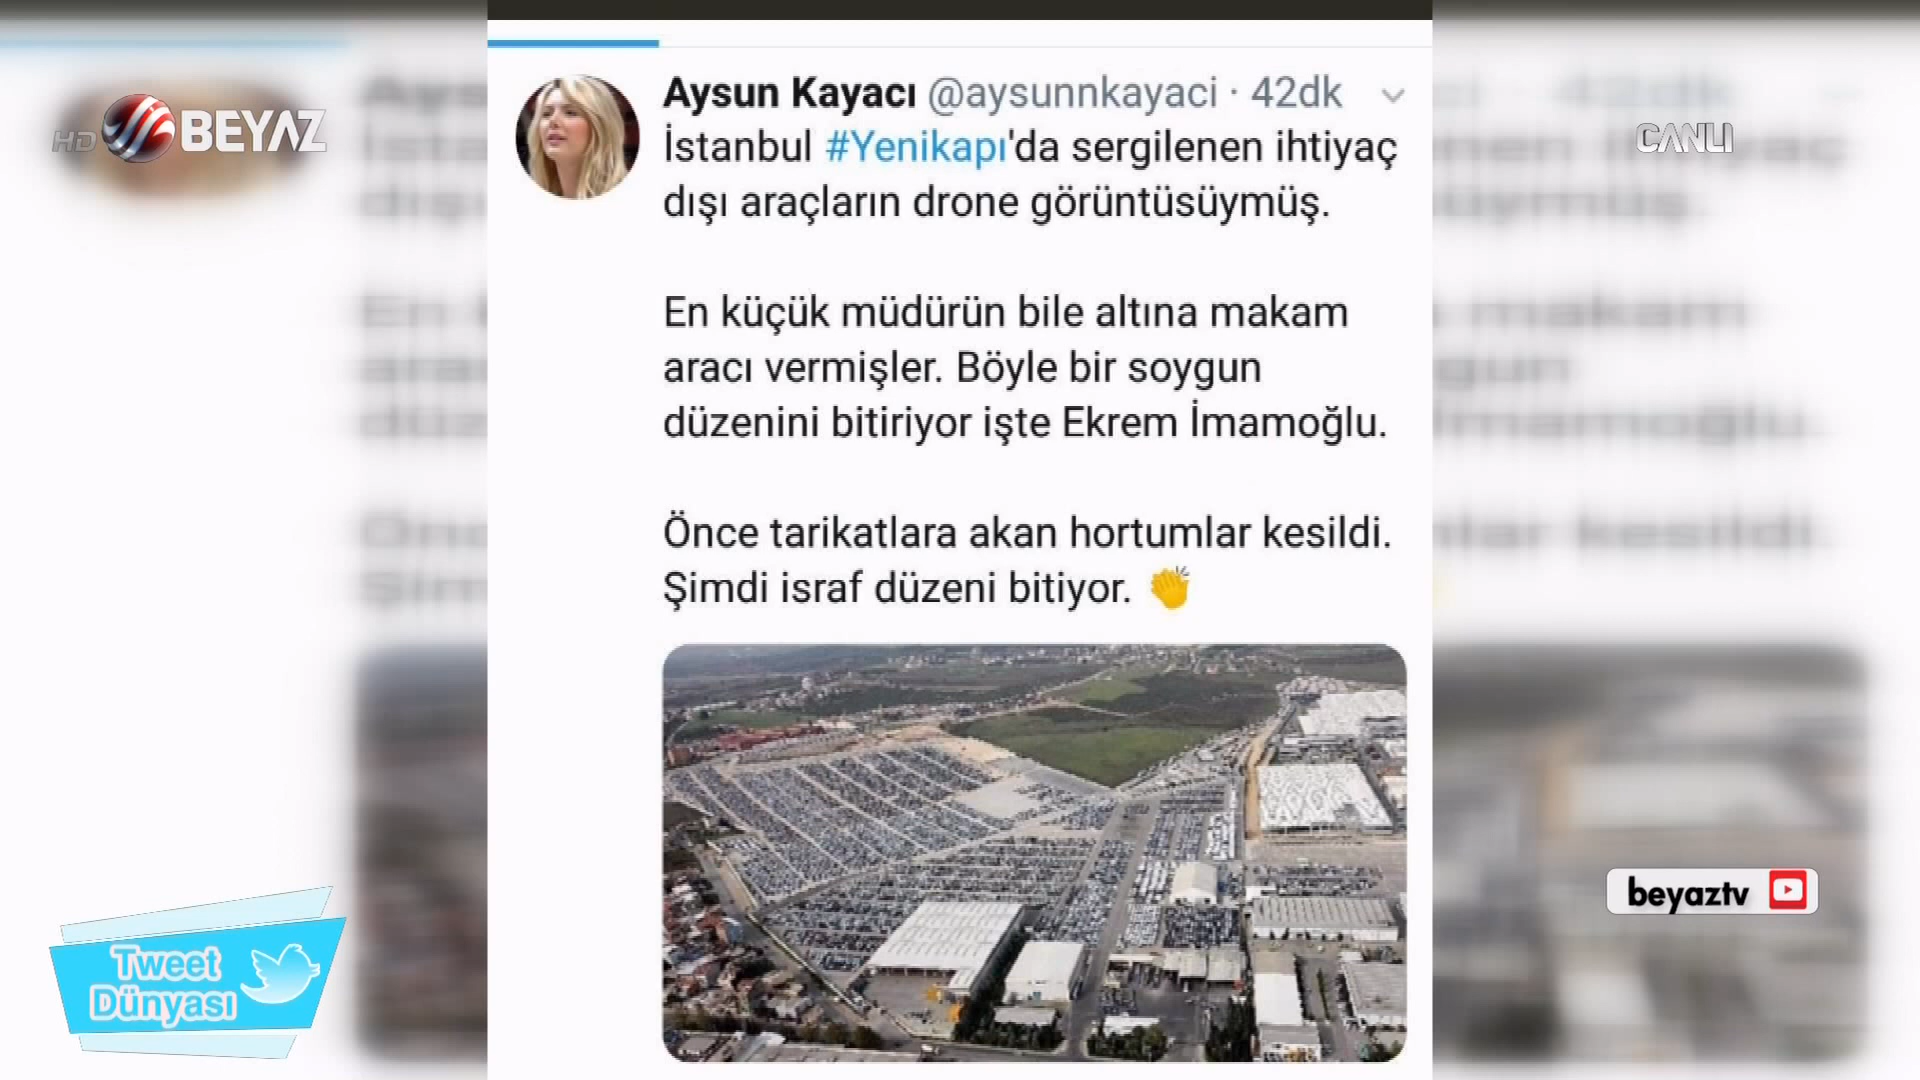 HD BEYAZ
CANLI
Aysun Kayacı @aysunnkayaci · 42dk
İstanbul #Yenikapı'da sergilenen ihtiyaç
dışı araçların drone görüntüsüymüş.
En küçük müdürün bile altına makam
aracı vermişler. Böyle bir soygun
düzenini bitiriyor işte Ekrem İmamoğlu.
Önce tarikatlara akan hortumlar kesildi.
Şimdi israf düzeni bitiyor. 👏
beyaztv
Tweet
Dünyası